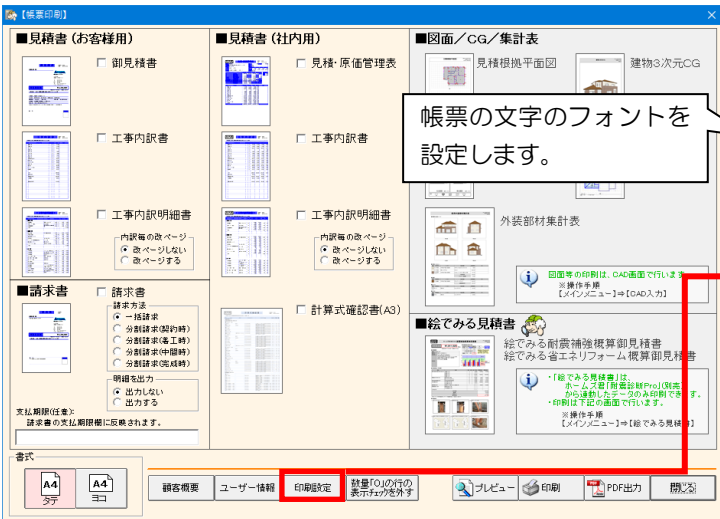 【帳票印刷】
■見積書(お客様用)
御見積書
工事内訳書
工事内訳明細書
内訳毎の改ページ
改ページしない
改ページする
■見積書(社内用)
見積・原価管理表
工事内訳書
工事内訳明細書
内訳毎の改ページ
改ページしない
改ページする
計算式確認書(A3)
■図面/CG/集計表
見積根拠平面図
建物3次元CG
帳票の文字のフォントを
設定します。
外装部材集計表
図面等の印刷は、CAD画面で行います
※操作手順
【メインメニュー】⇒【CAD入力】
■請求書
請求書
請求方法
一括請求
分割請求(契約時)
分割請求(着工時)
分割請求(中間時)
分割請求(完成時)
明細を出力
出力しない
出力する
支払期限(任意):
請求書の支払期限欄に反映されます。
■絵でみる見積書
絵でみる耐震補強概算御見積書
絵でみる省エネリフォーム概算御見積書
・「絵でみる見積書」は、
ホームズ君「耐震診断Pro」(別売)
から連動したデータのみ印刷できます。
・印刷は下記の画面で行います。
※操作手順
【メインメニュー】⇒【絵でみる見積書】
書式
A4
タテ
A4
ヨコ
顧客概要
ユーザー情報
印刷設定
数量「0」の行の
表示チェックを外す
プレビュー
印刷
PDF出力
閉じる